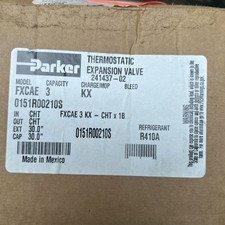 Parker
THERMOSTATIC
EXPANSION VALVE
241437-02
MODEL CAPACITY CHARGE/MOP BLEED
FXCAE 3 KX
0151R00210S
IN CHT FXCAE 3 KX - CHT x 18
OUT CHT
EXT 30.0" 0151R00210S REFRIGERANT
CAP 30.0" R410A
Made in Mexico